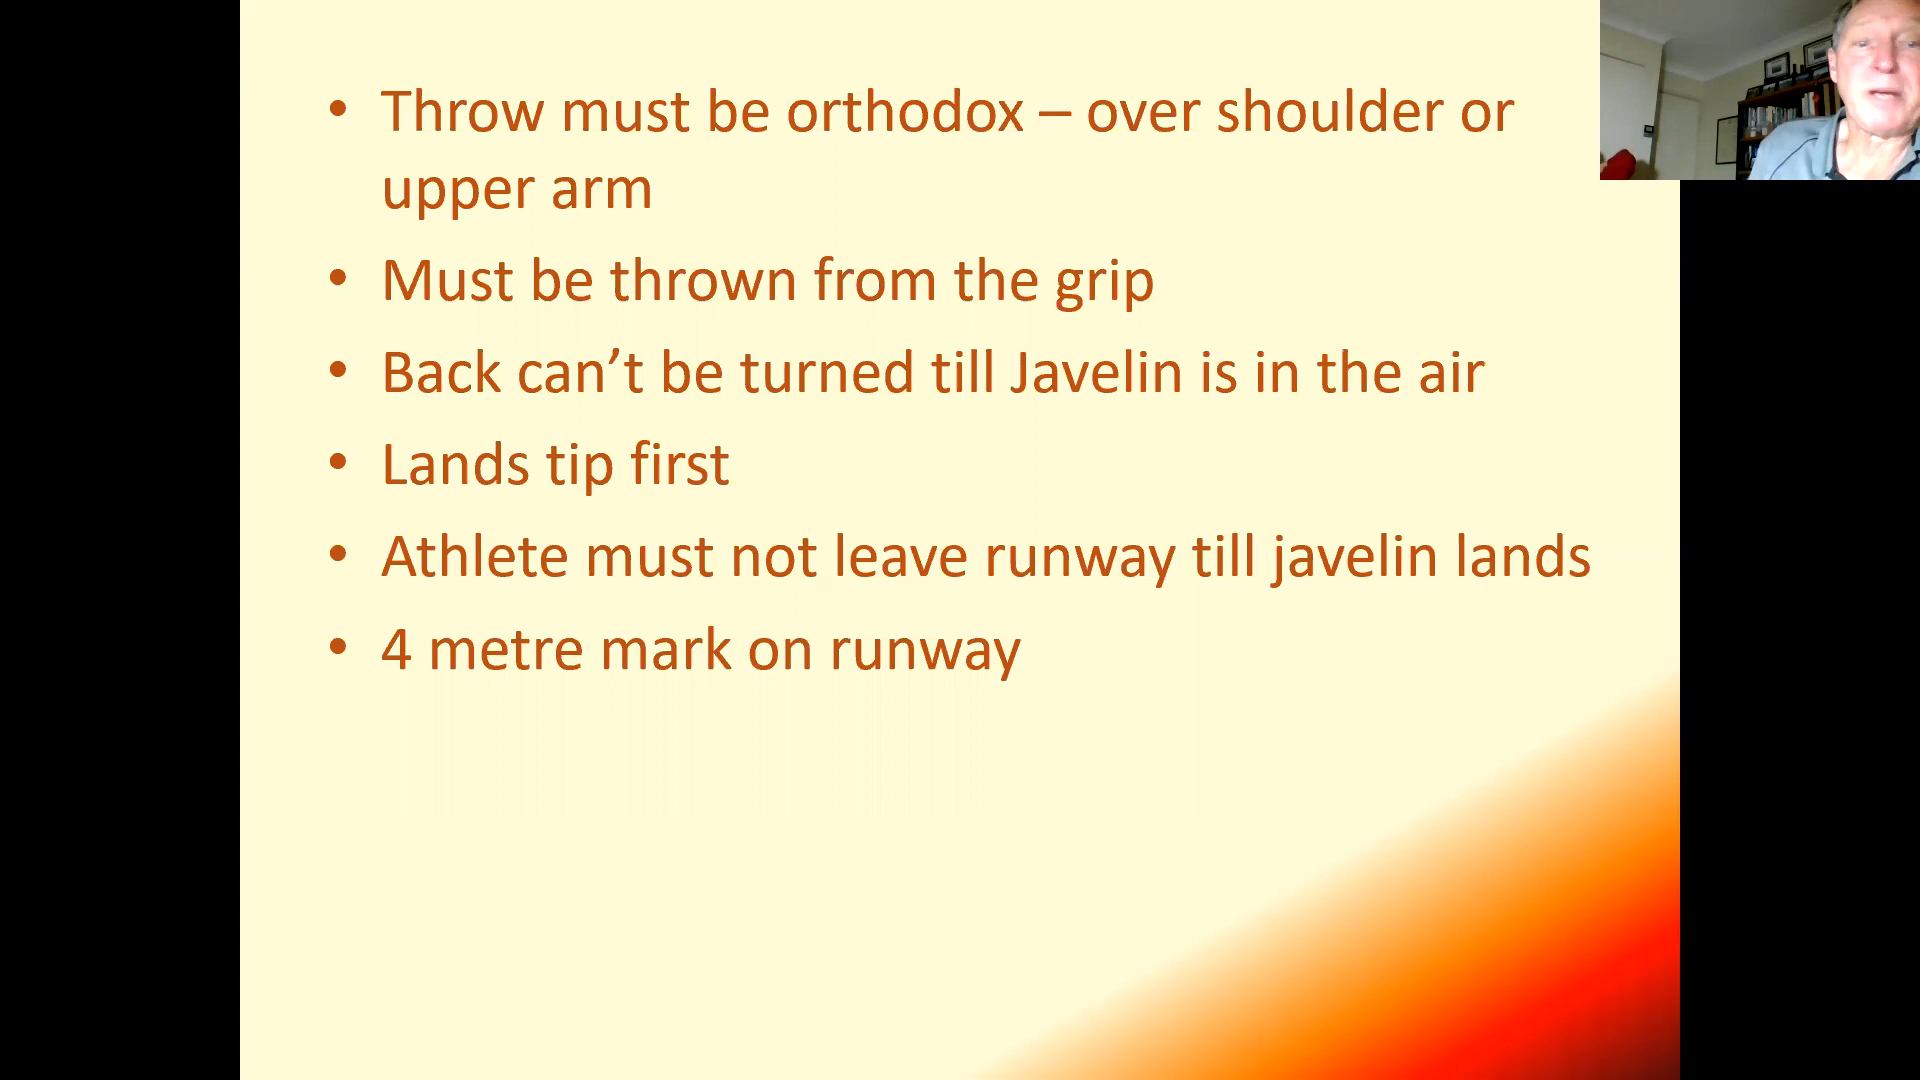 • Throw must be orthodox – over shoulder or
upper arm
• Must be thrown from the grip
• Back can’t be turned till Javelin is in the air
• Lands tip first
• Athlete must not leave runway till javelin lands
• 4 metre mark on runway